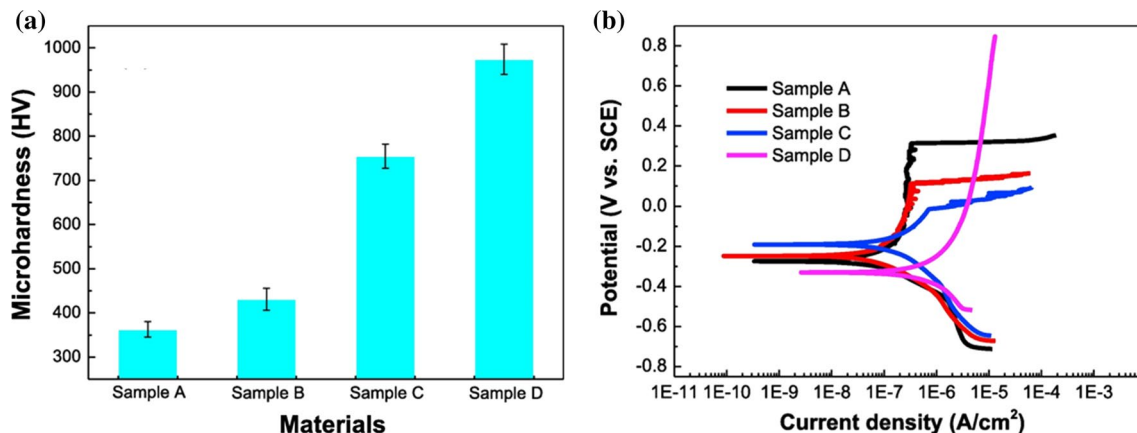 (a)
Microhardness (HV)
1000
900
800
700
600
500
400
300
Sample A Sample B Sample C Sample D
Materials
(b)
Potential (V vs. SCE)
0.8
0.6
0.4
0.2
0.0
-0.2
-0.4
-0.6
-0.8
Sample A
Sample B
Sample C
Sample D
1E-11 1E-10 1E-9 1E-8 1E-7 1E-6 1E-5 1E-4 1E-3
Current density (A/cm²)